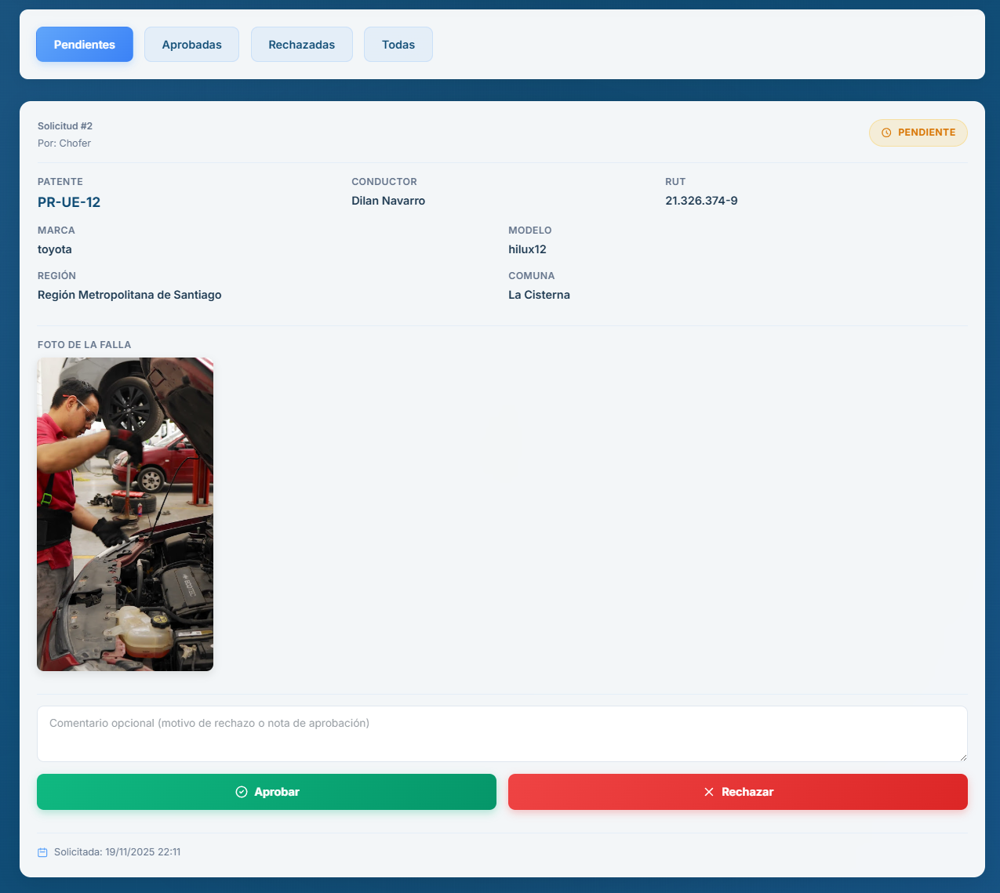 Pendientes Aprobadas Rechazadas Todas
Solicitud #2
Por: Chofer
PENDIENTE
PATENTE CONDUCTOR RUT
PR-UE-12 Dilan Navarro 21.326.374-9
MARCA MODELO
toyota hilux12
REGIÓN COMUNA
Región Metropolitana de Santiago La Cisterna
FOTO DE LA FALLA
ECOTEC
Comentario opcional (motivo de rechazo o nota de aprobación)
Aprobar Rechazar
Solicitada: 19/11/2025 22:11